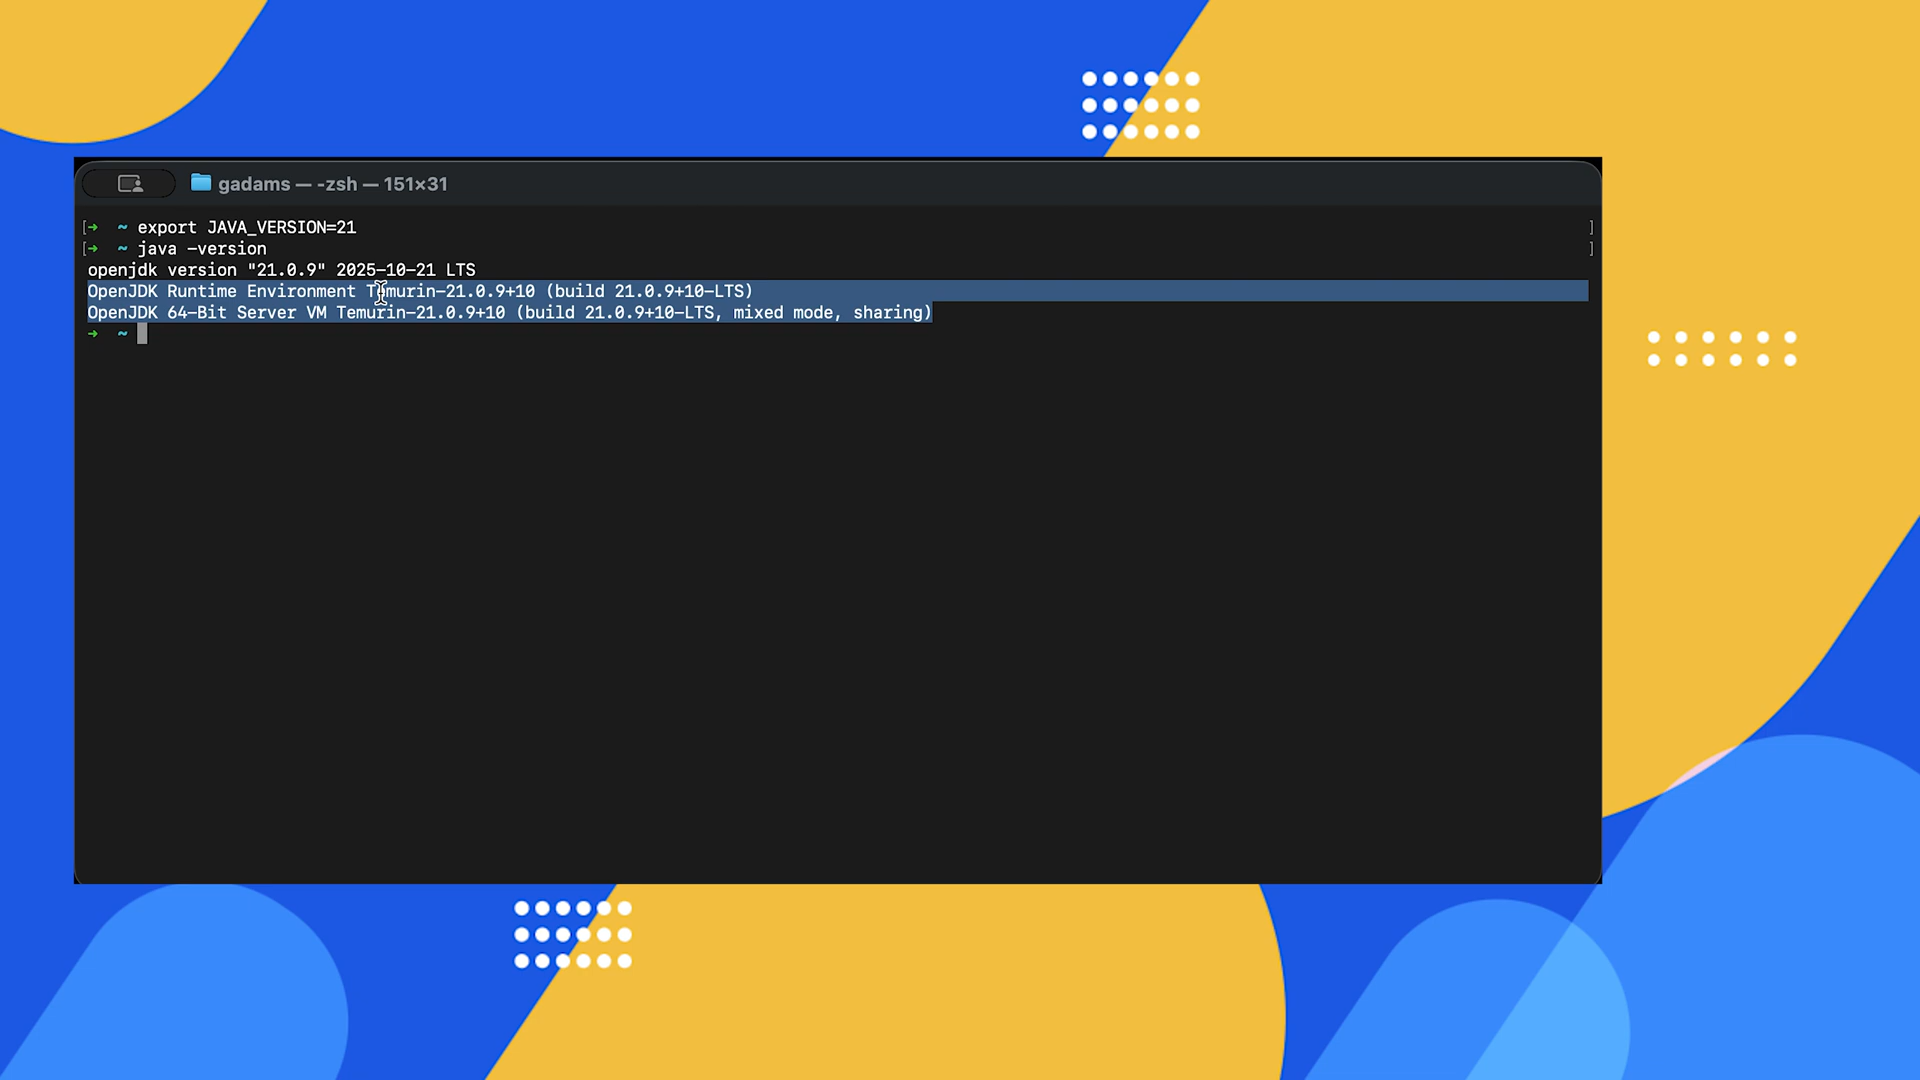 gadams — -zsh — 151×31
[→ ~ export JAVA_VERSION=21 ]
[→ ~ java -version ]
openjdk version "21.0.9" 2025-10-21 LTS
OpenJDK Runtime Environment Temurin-21.0.9+10 (build 21.0.9+10-LTS)
OpenJDK 64-Bit Server VM Temurin-21.0.9+10 (build 21.0.9+10-LTS, mixed mode, sharing)
→ ~